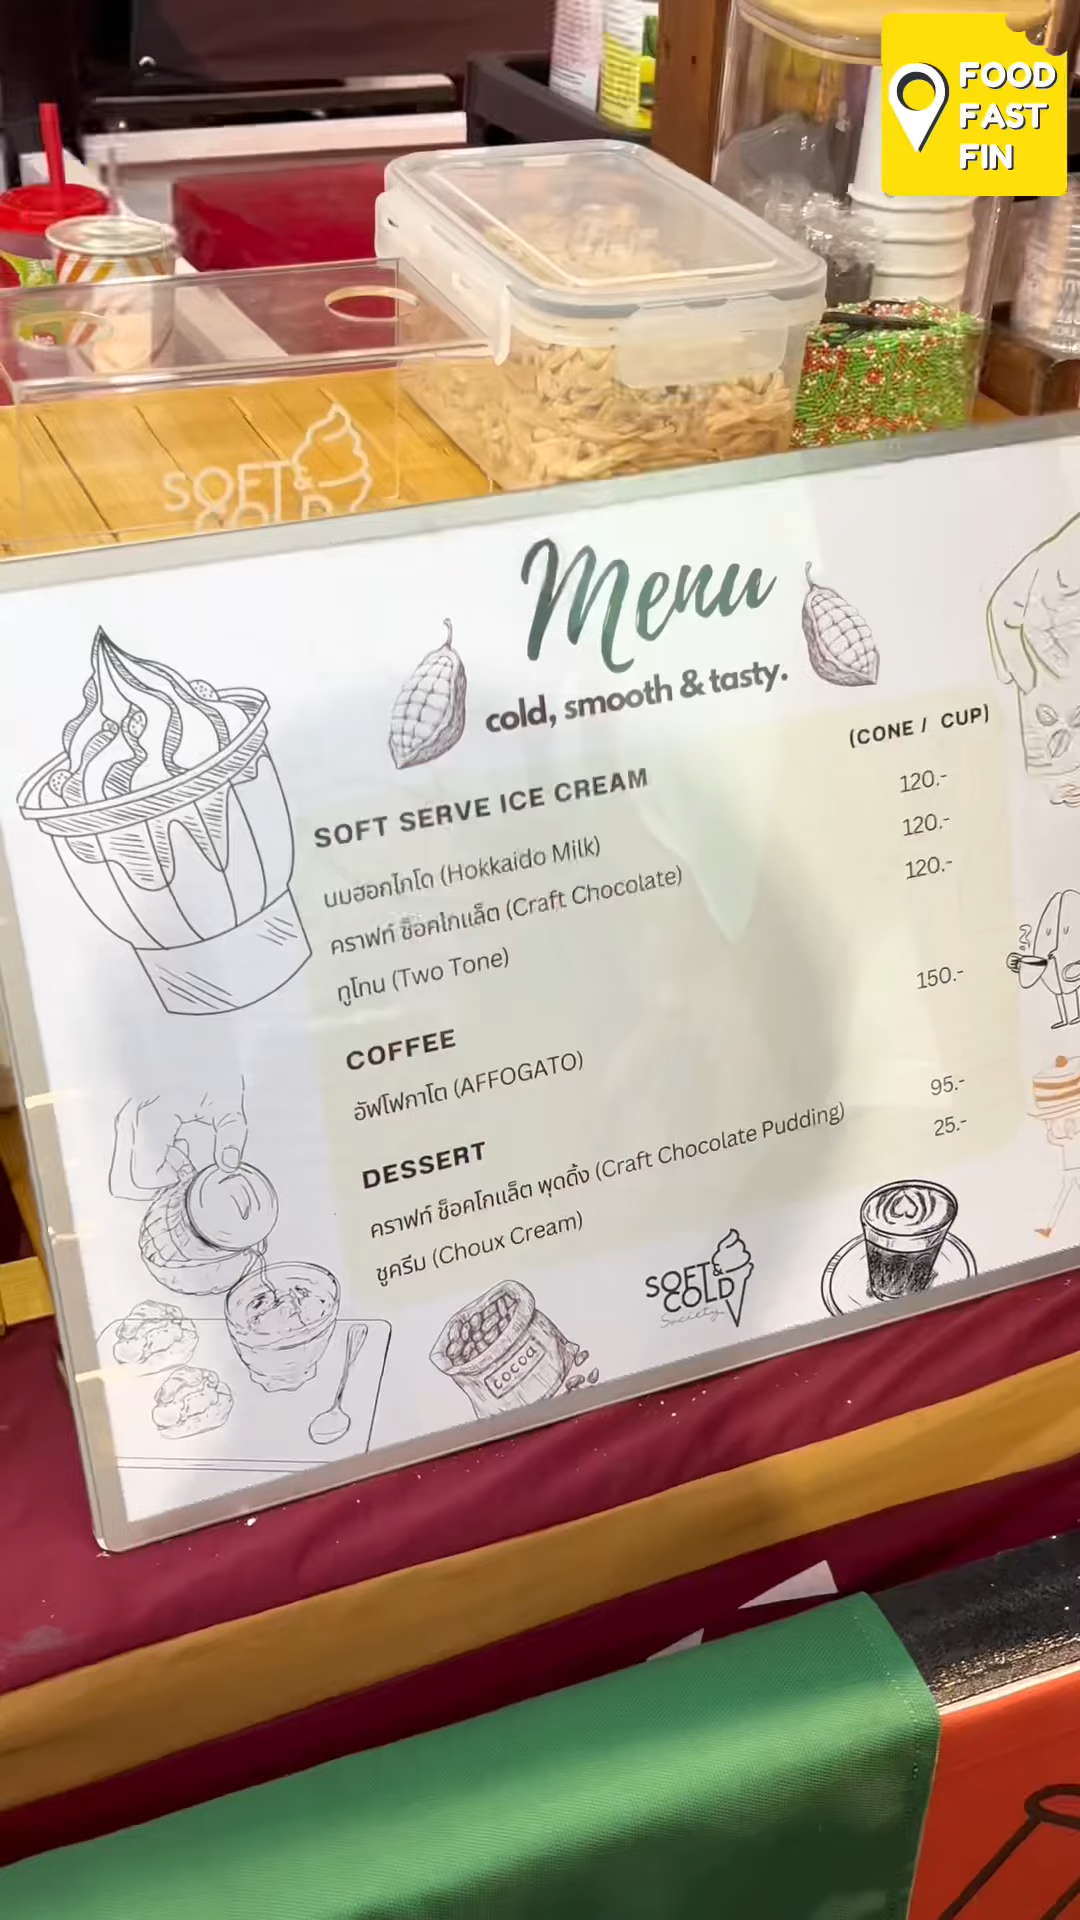 FOOD
FAST
FIN
SOFT &
COLD
Menu
cold, smooth & tasty.
(CONE / CUP)
SOFT SERVE ICE CREAM
นมฮอกไกโด (Hokkaido Milk) 120.-
คราฟท์ ช็อคโกแล็ต (Craft Chocolate) 120.-
ทูโทน (Two Tone) 120.-
COFFEE
อัฟโฟกาโต (AFFOGATO) 150.-
DESSERT
คราฟท์ ช็อคโกแล็ต พุดดิ้ง (Craft Chocolate Pudding) 95.-
ชูครีม (Choux Cream) 25.-
SOFT &
COLD
Society
cocoa